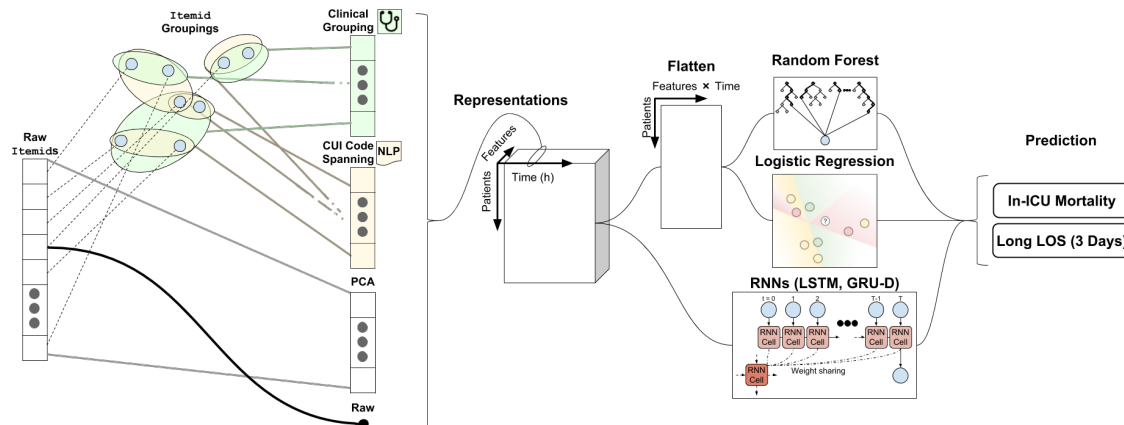 Itemid
Groupings
Clinical
Grouping
Raw
Itemids
CUI Code
Spanning
NLP
PCA
Raw
Representations
Features
Time (h)
Patients
Flatten
Features × Time
Patients
Random Forest
Logistic Regression
?
RNNs (LSTM, GRU-D)
t = 0 1 2 T-1 T
RNN
Cell
RNN
Cell
RNN
Cell
RNN
Cell
RNN
Cell
RNN
Cell
Weight sharing
Prediction
In-ICU Mortality
Long LOS (3 Days)